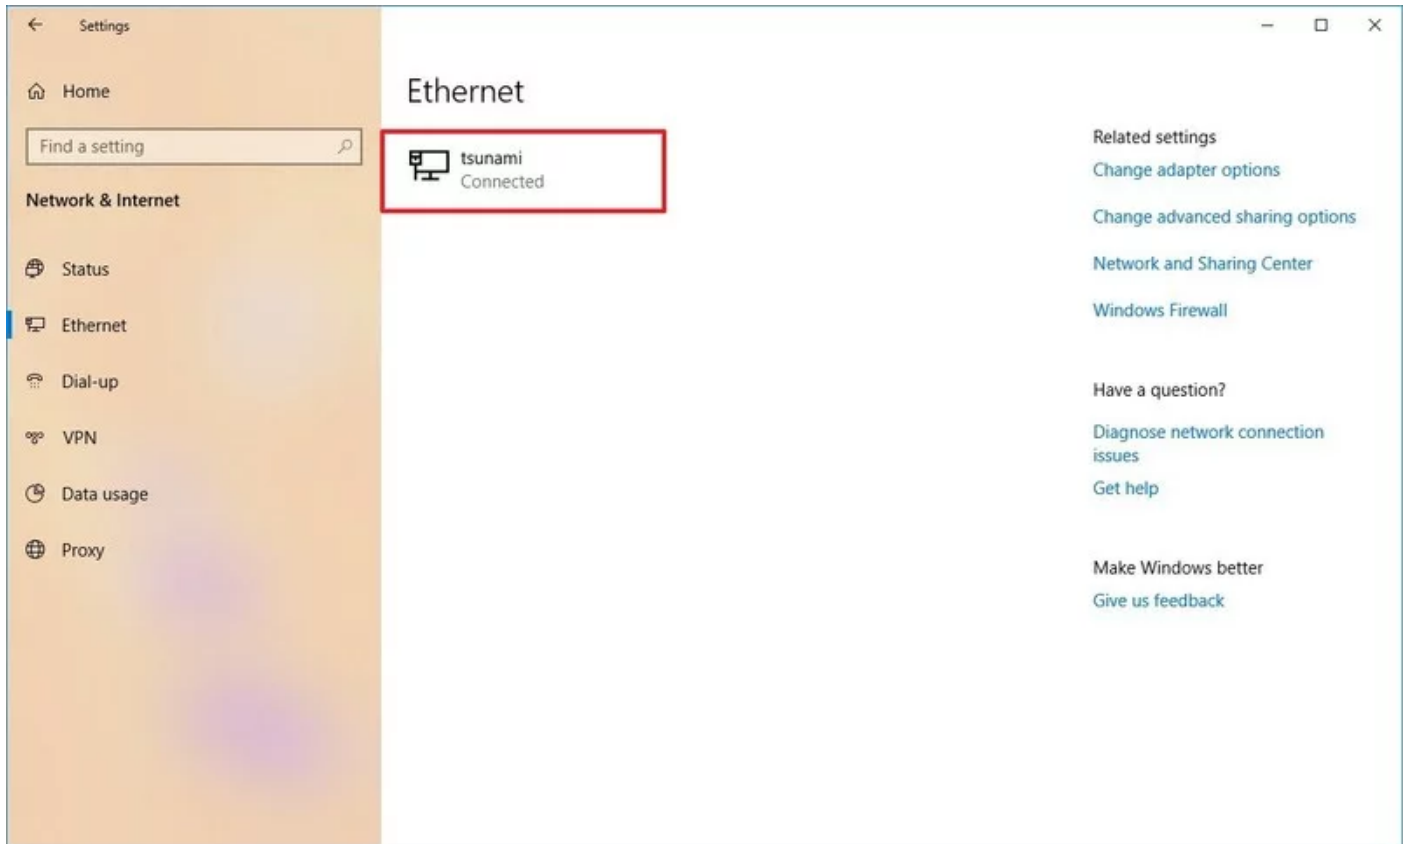 Settings
Home
Find a setting
Network & Internet
Status
Ethernet
Dial-up
VPN
Data usage
Proxy
Ethernet
tsunami
Connected
Related settings
Change adapter options
Change advanced sharing options
Network and Sharing Center
Windows Firewall
Have a question?
Diagnose network connection
issues
Get help
Make Windows better
Give us feedback